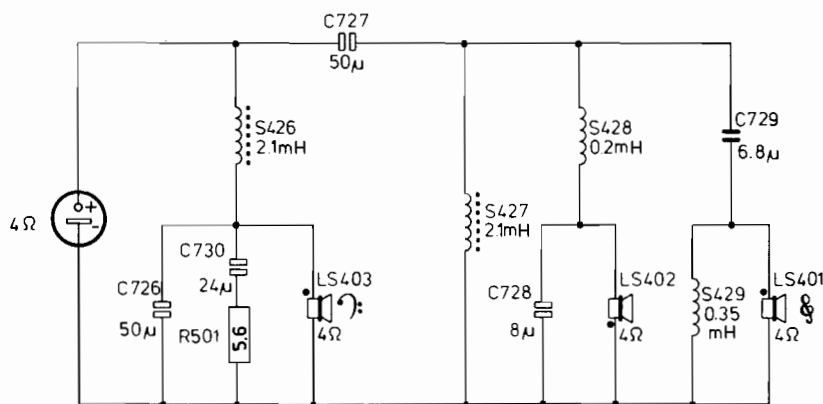 C727
50μ
S426
2.1mH
S428
0.2mH
C729
6.8μ
4Ω
+
-
S427
2.1mH
C730
24μ
C726
50μ
R501
5.6
LS403
4Ω
C728
8μ
LS402
4Ω
S429
0.35
mH
LS401
4Ω